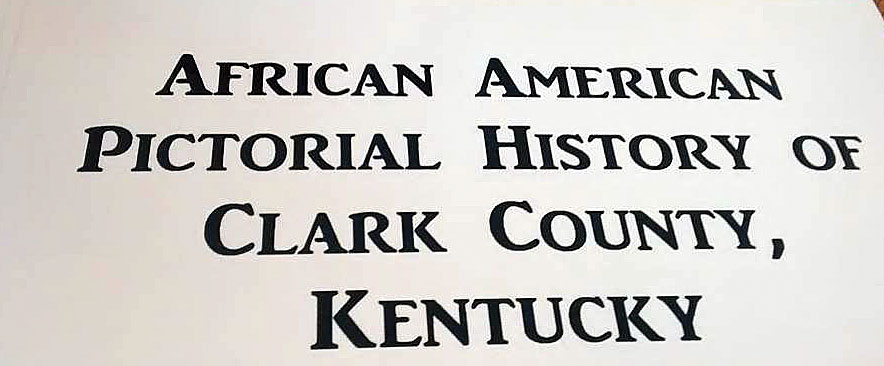 AFRICAN AMERICAN
PICTORIAL HISTORY OF
CLARK COUNTY,
KENTUCKY